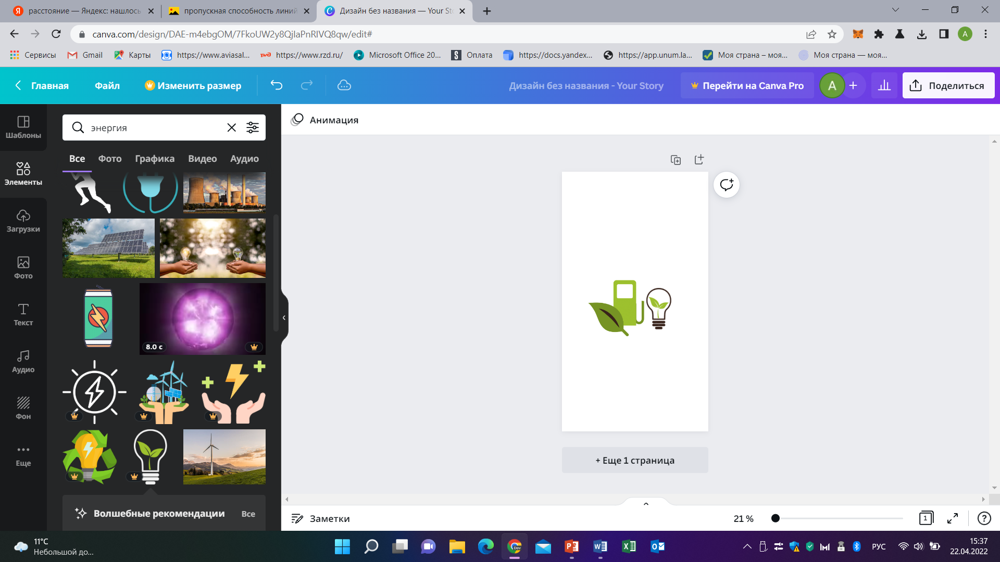 расстояние — Яндекс: нашлось
пропускная способность линий
Дизайн без названия — Your Sto
canva.com/design/DAE-m4ebgOM/7FkoUW2y8QjIaPnRIVQ8qw/edit#
A
Сервисы
Gmail
Карты
https://www.aviasal...
https://www.rzd.ru/
Microsoft Office 20...
Оплата
https://docs.yandex...
https://app.unum.la...
Моя страна – моя...
Моя страна — моя...
Главная
Файл
Изменить размер
Дизайн без названия - Your Story
Перейти на Canva Pro
A
Поделиться
Шаблоны
Элементы
Загрузки
Фото
Текст
Аудио
Фон
Еще
энергия
Все
Фото
Графика
Видео
Аудио
8.0 с
Волшебные рекомендации
Все
Анимация
+ Еще 1 страница
Заметки
21 %
1
11°C
Небольшой до...
Dev
РУС
15:37
22.04.2022